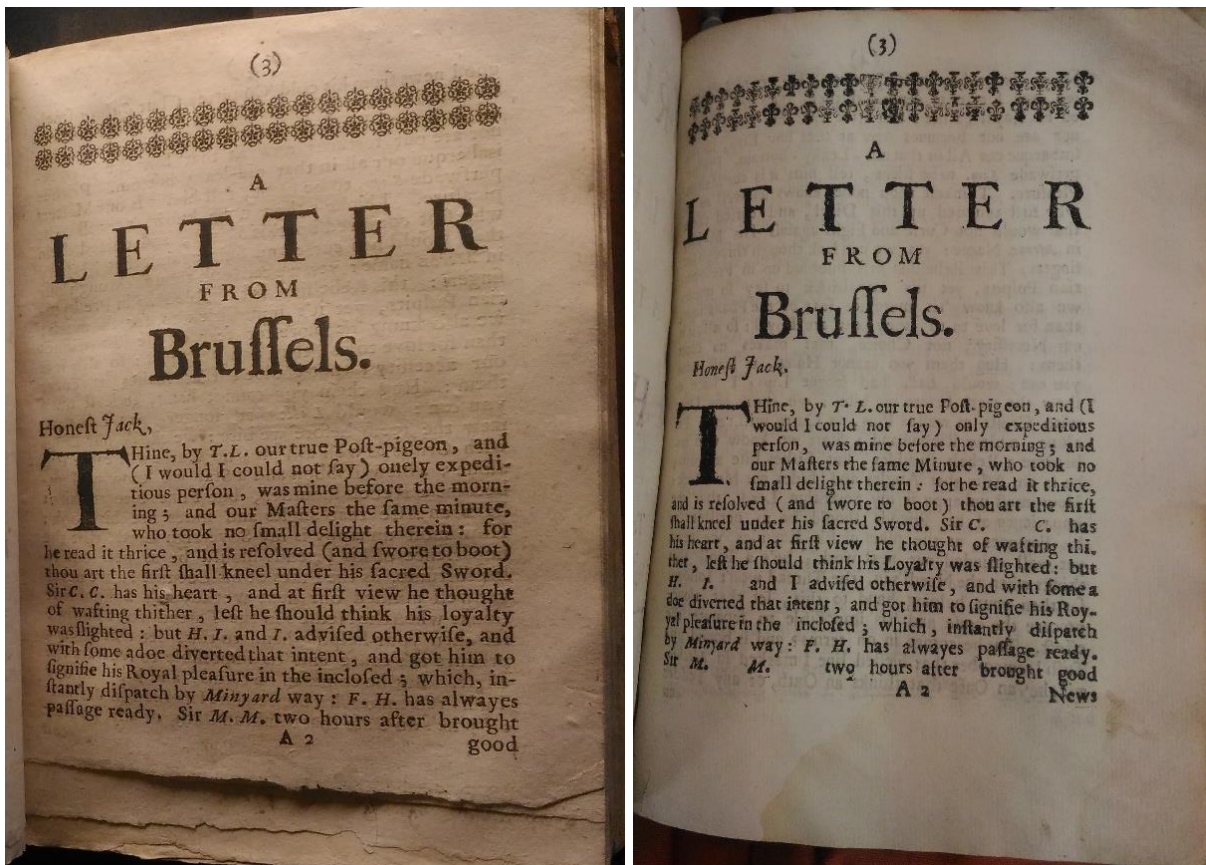 (3)
A
LETTER
FROM
Bruſſels.
Honeſt Jack,
THine, by T.L. our true Poſt-pigeon, and
(I would I could not ſay) onely expedi-
tious perſon, was mine before the morn-
ing; and our Maſters the ſame minute,
who took no ſmall delight therein: for
he read it thrice, and is reſolved (and ſwore to boot)
thou art the firſt ſhall kneel under his ſacred Sword.
Sir C. C. has his heart, and at firſt view he thought
of wafting thither, leſt he ſhould think his loyalty
was ſlighted: but H. I. and I. adviſed otherwiſe, and
with ſome adoe diverted that intent, and got him to
ſignifie his Royal pleaſure in the incloſed; which, in-
ſtantly diſpatch by Minyard way: F. H. has alwayes
paſſage ready. Sir M. M. two hours after brought
A 2 good
(3)
A
LETTER
FROM
Bruſſels.
Honeſt Jack.
THine, by T. L. our true Poſt-pigeon, and (I
would I could not ſay) only expeditious
perſon, was mine before the morning; and
our Maſters the ſame Minute, who took no
ſmall delight therein: for he read it thrice,
and is reſolved (and ſwore to boot) thou art the firſt
ſhall kneel under his ſacred Sword. Sir C. C. has
his heart, and at firſt view he thought of wafting thi-
ther, leſt he ſhould think his Loyalty was ſlighted: but
H. I. and I adviſed otherwiſe, and with ſome a
doe diverted that intent, and got him to ſignifie his Roy-
yal pleaſure in the incloſed; which, inſtantly diſpatch
by Minyard way: F. H. has alwayes paſſage ready.
Sir M. M. two hours after brought good
A 2 News